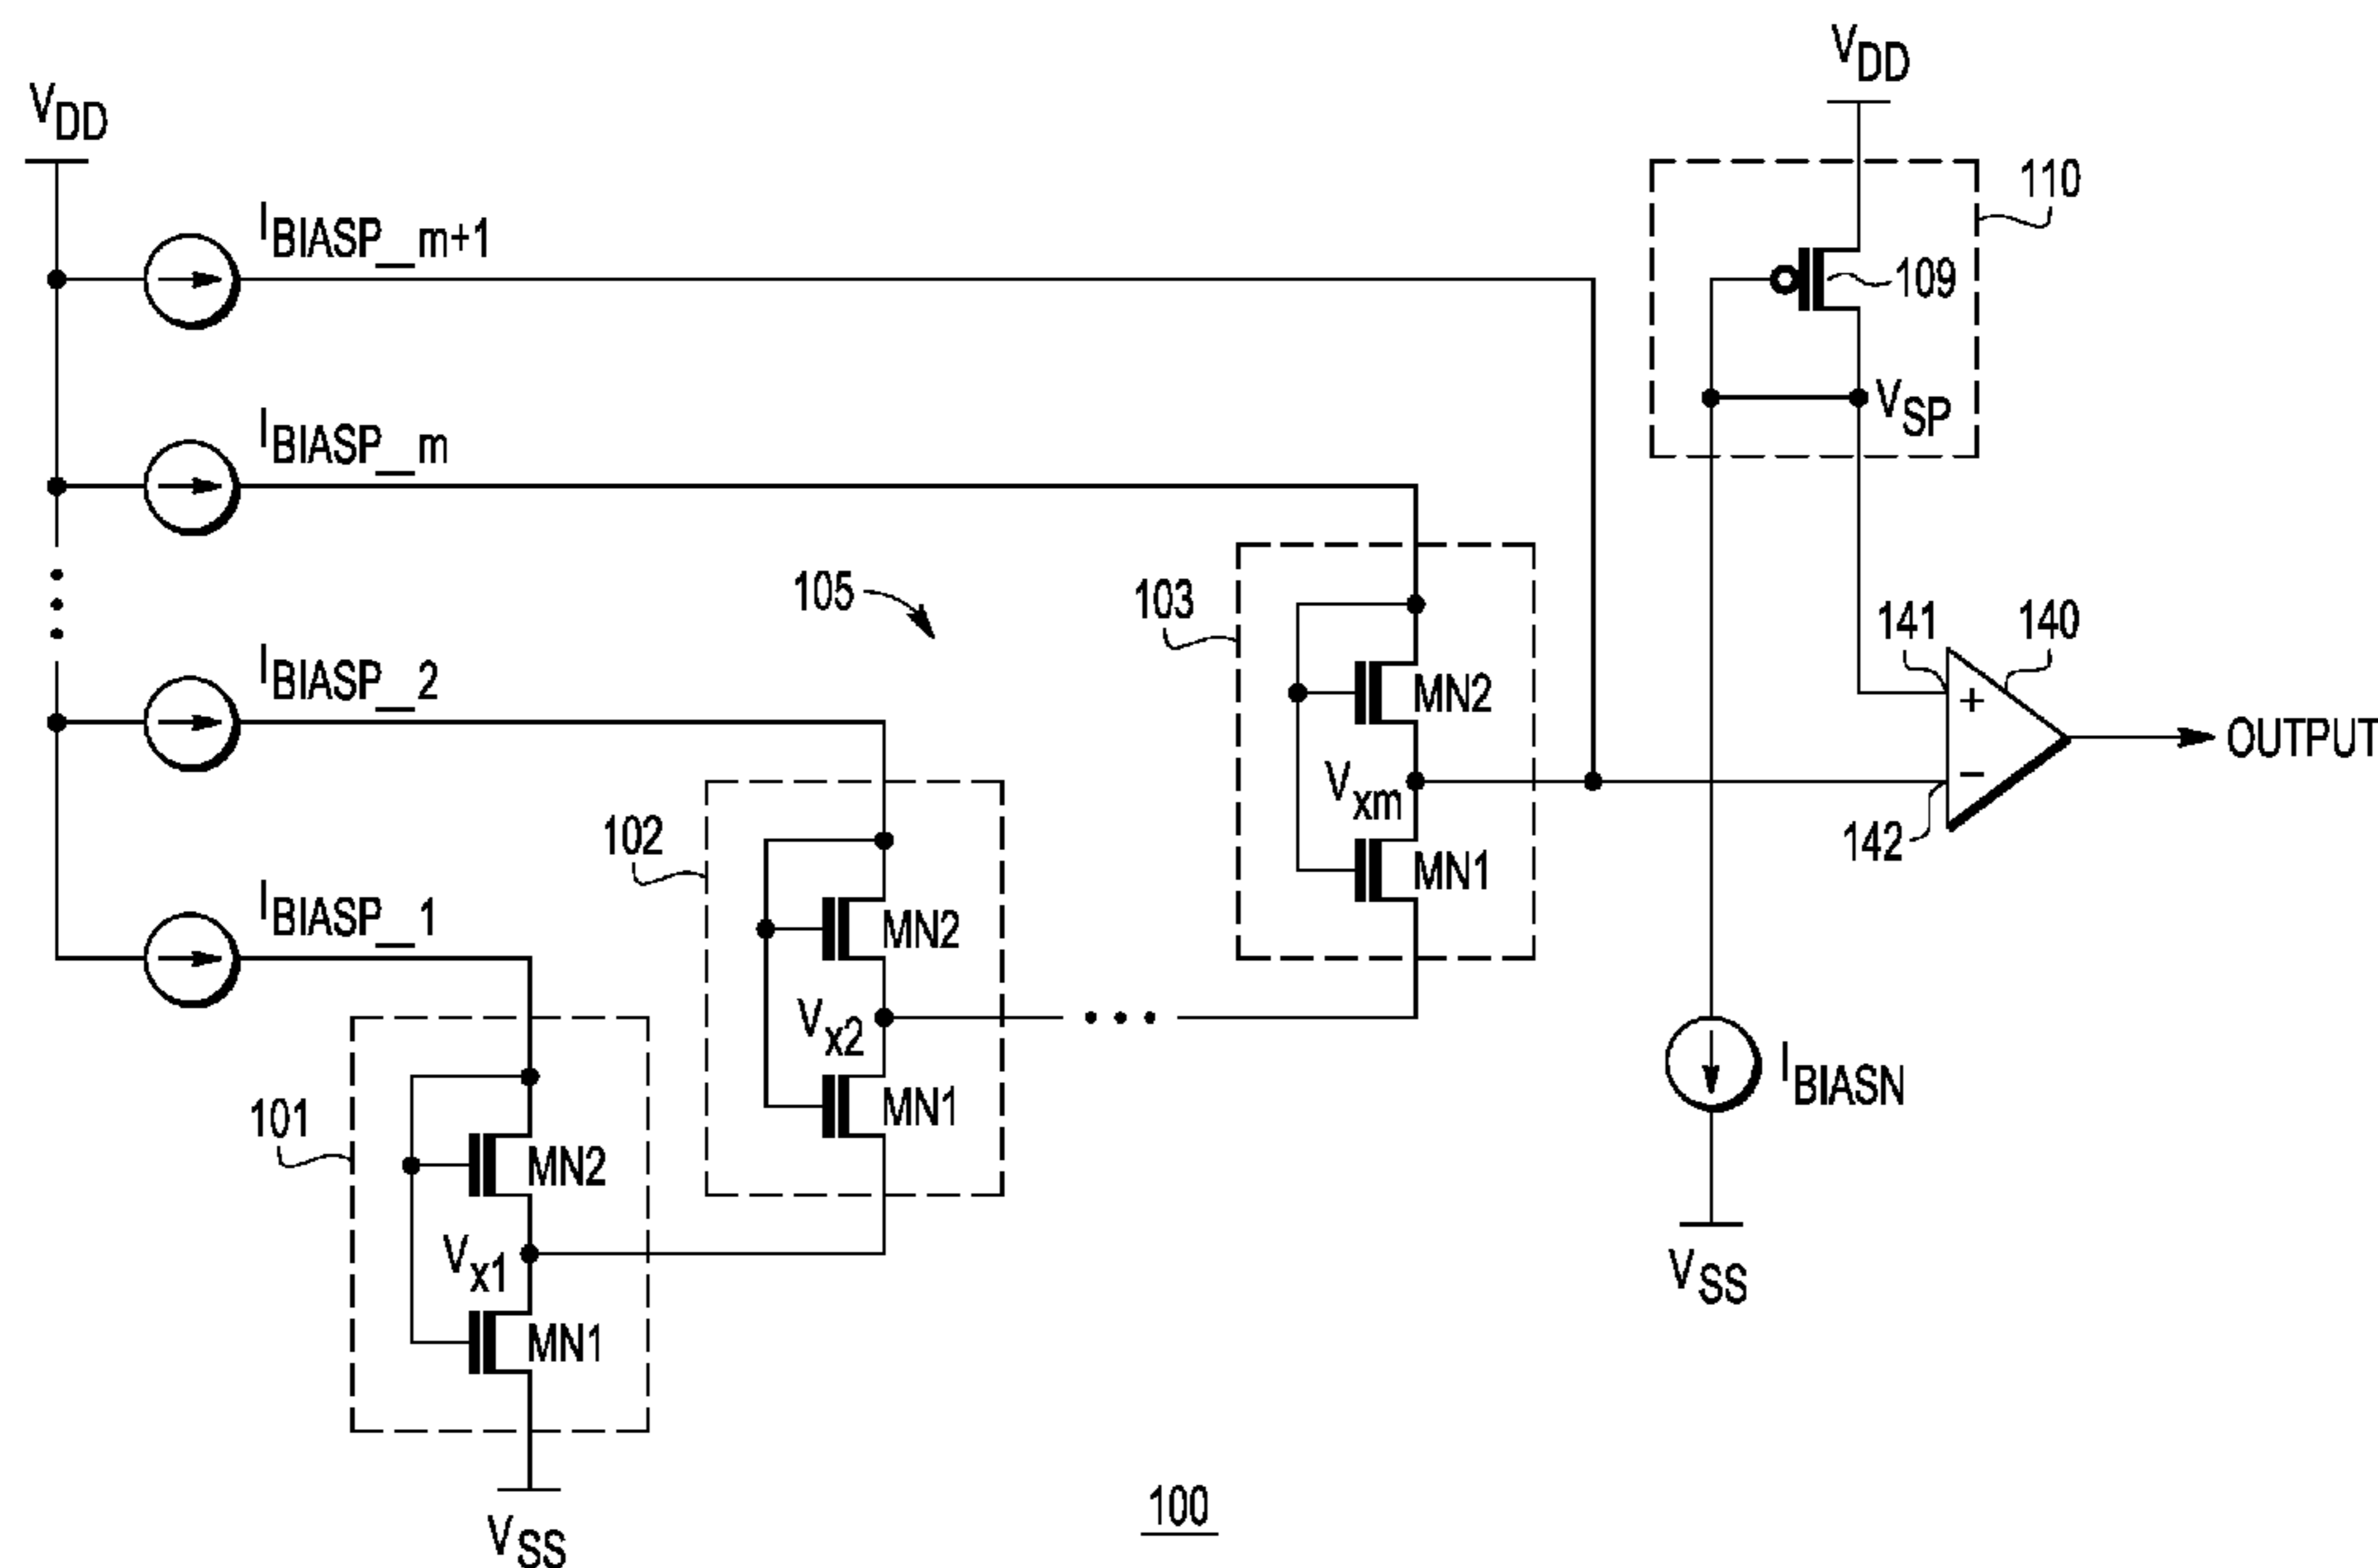 VDD
VDD
IBIASP_m+1
110
109
IBIASP_m
VSP
105
103
141
140
IBIASP_2
MN2
+
OUTPUT
Vxm
−
102
142
MN1
IBIASP_1
MN2
Vx2
IBIASN
101
MN1
MN2
Vx1
VSS
MN1
100
VSS